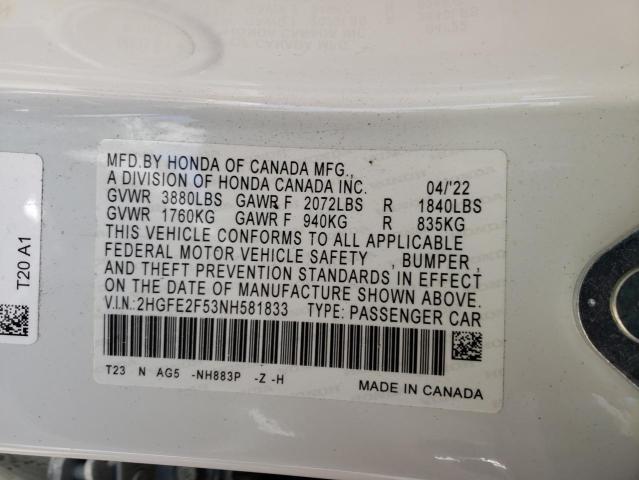 MFD.BY HONDA OF CANADA MFG.,
A DIVISION OF HONDA CANADA INC. 04/'22
GVWR 3880LBS GAWR F 2072LBS R 1840LBS
GVWR 1760KG GAWR F 940KG R 835KG
THIS VEHICLE CONFORMS TO ALL APPLICABLE
FEDERAL MOTOR VEHICLE SAFETY , BUMPER ,
AND THEFT PREVENTION STANDARDS IN EFFECT
ON THE DATE OF MANUFACTURE SHOWN ABOVE.
V.I.N.:2HGFE2F53NH581833 TYPE: PASSENGER CAR
T23 N AG5 -NH883P -Z -H
MADE IN CANADA
T20 A1